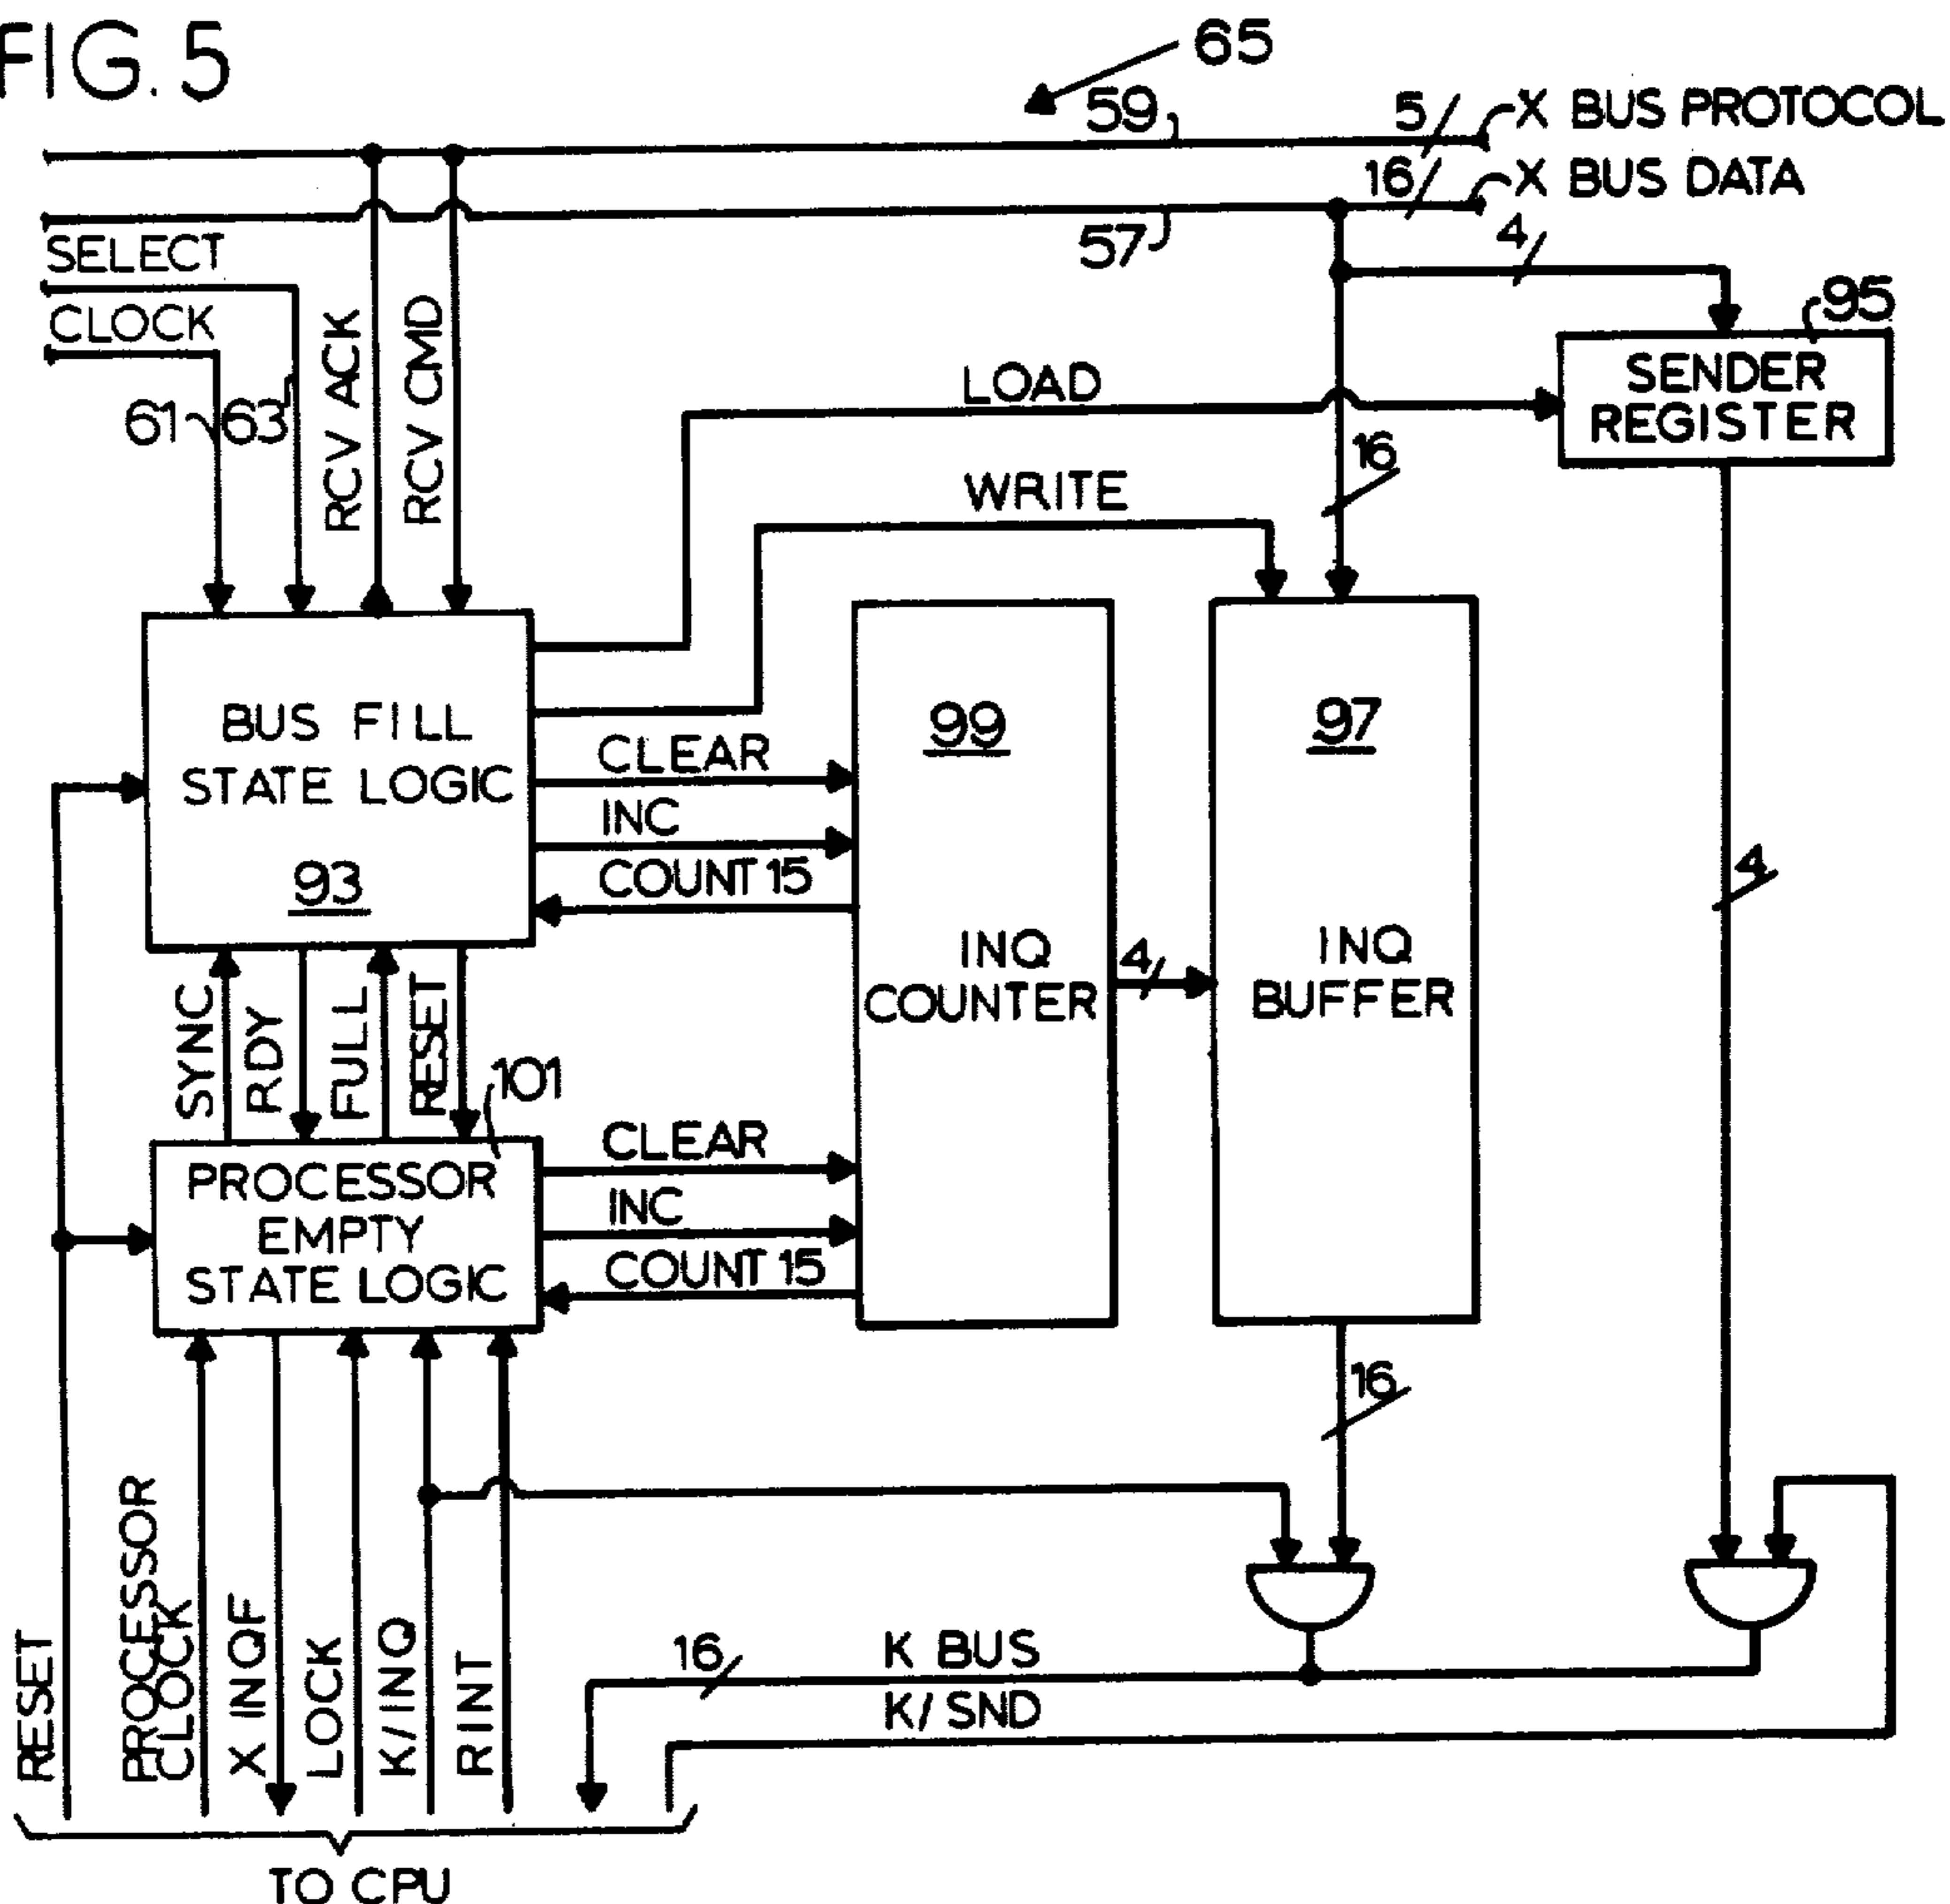 FIG. 5
65
59
5
X BUS PROTOCOL
16
X BUS DATA
57
4
SELECT
CLOCK
61
63
RCV ACK
RCV CMD
95
SENDER
REGISTER
LOAD
16
WRITE
BUS FILL
STATE LOGIC
93
CLEAR
INC
COUNT 15
99
INQ
COUNTER
4
97
INQ
BUFFER
4
SYNC
RDY
FULL
RESET
101
PROCESSOR
EMPTY
STATE LOGIC
CLEAR
INC
COUNT 15
16
RESET
PROCESSOR
CLOCK
X INQF
LOCK
K/INQ
RINT
16
K BUS
K/SND
TO CPU